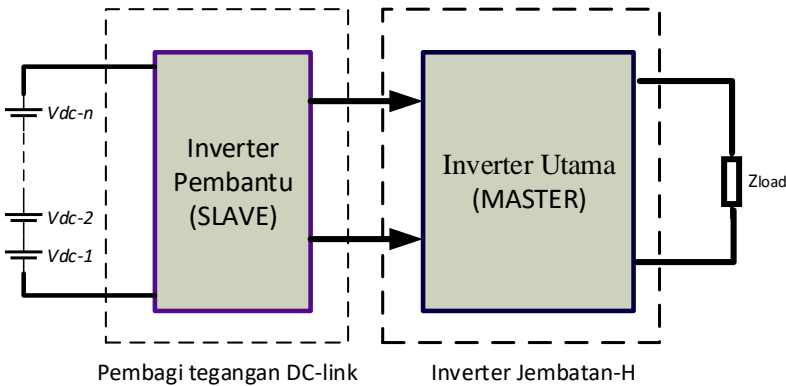 Vdc-n
Vdc-2
Vdc-1
Inverter
Pembantu
(SLAVE)
Inverter Utama
(MASTER)
Zload
Pembagi tegangan DC-link
Inverter Jembatan-H